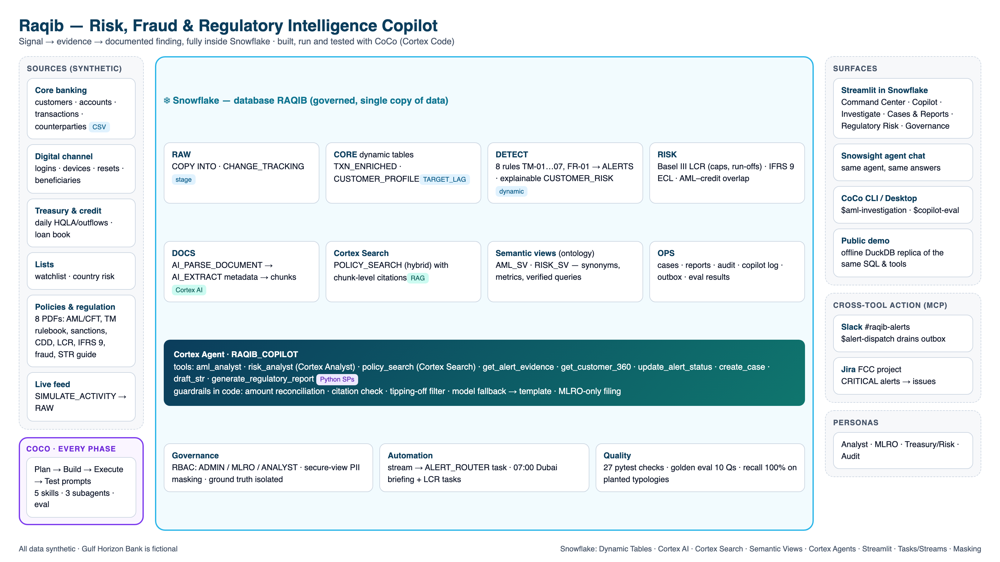 Raqib — Risk, Fraud & Regulatory Intelligence Copilot
Signal → evidence → documented finding, fully inside Snowflake · built, run and tested with CoCo (Cortex Code)
SOURCES (SYNTHETIC)
Core banking
customers · accounts ·
transactions ·
counterparties CSV
Digital channel
logins · devices · resets ·
beneficiaries
Treasury & credit
daily HQLA/outflows ·
loan book
Lists
watchlist · country risk
Policies & regulation
8 PDFs: AML/CFT, TM
rulebook, sanctions,
CDD, LCR, IFRS 9,
fraud, STR guide
Live feed
SIMULATE_ACTIVITY →
RAW
COCO · EVERY PHASE
Plan → Build → Execute
→ Test prompts
5 skills · 3 subagents ·
eval
❄ Snowflake — database RAQIB (governed, single copy of data)
RAW
COPY INTO · CHANGE_TRACKING
stage
CORE dynamic tables
TXN_ENRICHED ·
CUSTOMER_PROFILE TARGET_LAG
DETECT
8 rules TM-01…07, FR-01 → ALERTS
· explainable CUSTOMER_RISK
dynamic
RISK
Basel III LCR (caps, run-offs) · IFRS 9
ECL · AML–credit overlap
DOCS
AI_PARSE_DOCUMENT →
AI_EXTRACT metadata → chunks
Cortex AI
Cortex Search
POLICY_SEARCH (hybrid) with
chunk-level citations RAG
Semantic views (ontology)
AML_SV · RISK_SV — synonyms,
metrics, verified queries
OPS
cases · reports · audit · copilot log ·
outbox · eval results
Cortex Agent · RAQIB_COPILOT
tools: aml_analyst · risk_analyst (Cortex Analyst) · policy_search (Cortex Search) · get_alert_evidence · get_customer_360 · update_alert_status · create_case ·
draft_str · generate_regulatory_report Python SPs
guardrails in code: amount reconciliation · citation check · tipping-off filter · model fallback → template · MLRO-only filing
Governance
RBAC: ADMIN / MLRO / ANALYST · secure-view PII
masking · ground truth isolated
Automation
stream → ALERT_ROUTER task · 07:00 Dubai
briefing + LCR tasks
Quality
27 pytest checks · golden eval 10 Qs · recall 100% on
planted typologies
SURFACES
Streamlit in Snowflake
Command Center · Copilot ·
Investigate · Cases & Reports ·
Regulatory Risk · Governance
Snowsight agent chat
same agent, same answers
CoCo CLI / Desktop
$aml-investigation · $copilot-eval
Public demo
offline DuckDB replica of the
same SQL & tools
CROSS-TOOL ACTION (MCP)
Slack #raqib-alerts
$alert-dispatch drains outbox
Jira FCC project
CRITICAL alerts → issues
PERSONAS
Analyst · MLRO · Treasury/Risk ·
Audit
All data synthetic · Gulf Horizon Bank is fictional
Snowflake: Dynamic Tables · Cortex AI · Cortex Search · Semantic Views · Cortex Agents · Streamlit · Tasks/Streams · Masking